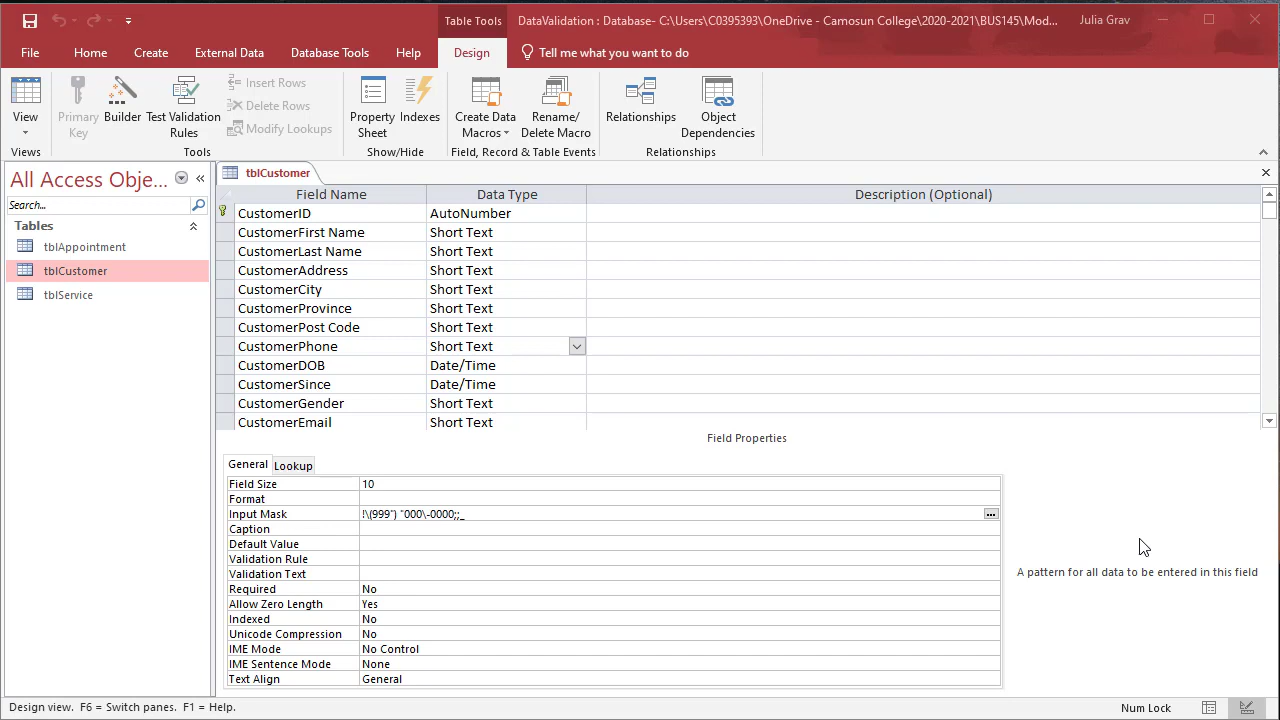 Table Tools
DataValidation : Database- C:\Users\C0395393\OneDrive - Camosun College\2020-2021\BUS145\Mod...
Julia Grav
File Home Create External Data Database Tools Help Design Tell me what you want to do
View
Views
Primary Key
Builder
Test Validation Rules
Insert Rows
Delete Rows
Modify Lookups
Tools
Property Sheet
Indexes
Show/Hide
Create Data Macros
Rename/ Delete Macro
Field, Record & Table Events
Relationships
Object Dependencies
Relationships
All Access Obje...
Search...
Tables
tblAppointment
tblCustomer
tblService
tblCustomer
Field Name Data Type Description (Optional)
CustomerID AutoNumber
CustomerFirst Name Short Text
CustomerLast Name Short Text
CustomerAddress Short Text
CustomerCity Short Text
CustomerProvince Short Text
CustomerPost Code Short Text
CustomerPhone Short Text
CustomerDOB Date/Time
CustomerSince Date/Time
CustomerGender Short Text
CustomerEmail Short Text
Field Properties
General Lookup
Field Size 10
Format
Input Mask !\(999") "000\-0000;;_
Caption
Default Value
Validation Rule
Validation Text
Required No
Allow Zero Length Yes
Indexed No
Unicode Compression No
IME Mode No Control
IME Sentence Mode None
Text Align General
A pattern for all data to be entered in this field
Design view. F6 = Switch panes. F1 = Help.
Num Lock